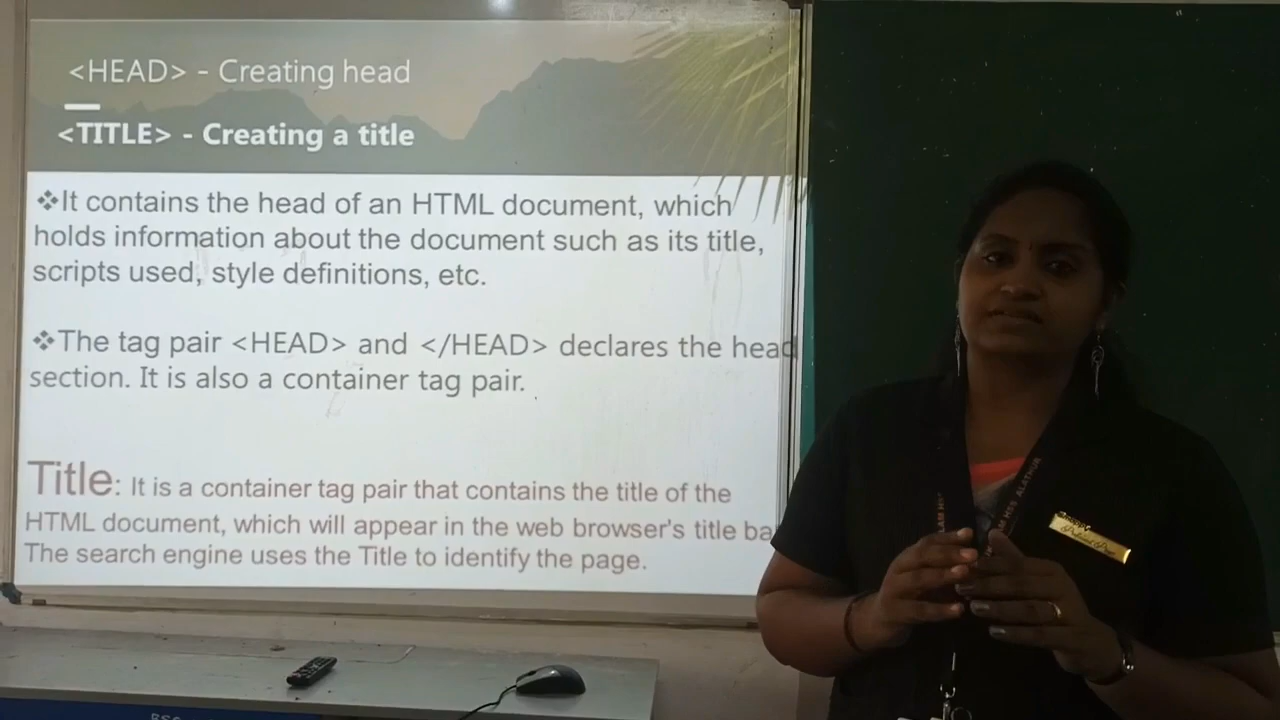 <HEAD> - Creating head
<TITLE> - Creating a title
❖It contains the head of an HTML document, which
holds information about the document such as its title,
scripts used, style definitions, etc.
❖The tag pair <HEAD> and </HEAD> declares the head
section. It is also a container tag pair.
Title: It is a container tag pair that contains the title of the
HTML document, which will appear in the web browser's title ba
The search engine uses the Title to identify the page.
ALATHUR